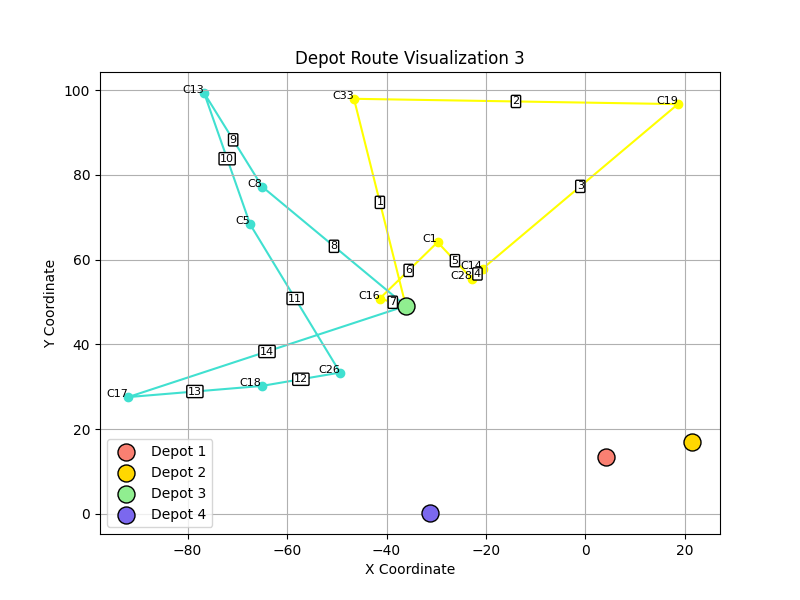 Depot Route Visualization 3
Y Coordinate
100
80
60
40
20
0
C13
C33
C19
2
9
10
C8
3
1
C5
C1
8
5
C14
6
4
C28
C16
7
11
14
C26
12
C18
13
C17
Depot 1
Depot 2
Depot 3
Depot 4
−80
−60
−40
−20
0
20
X Coordinate